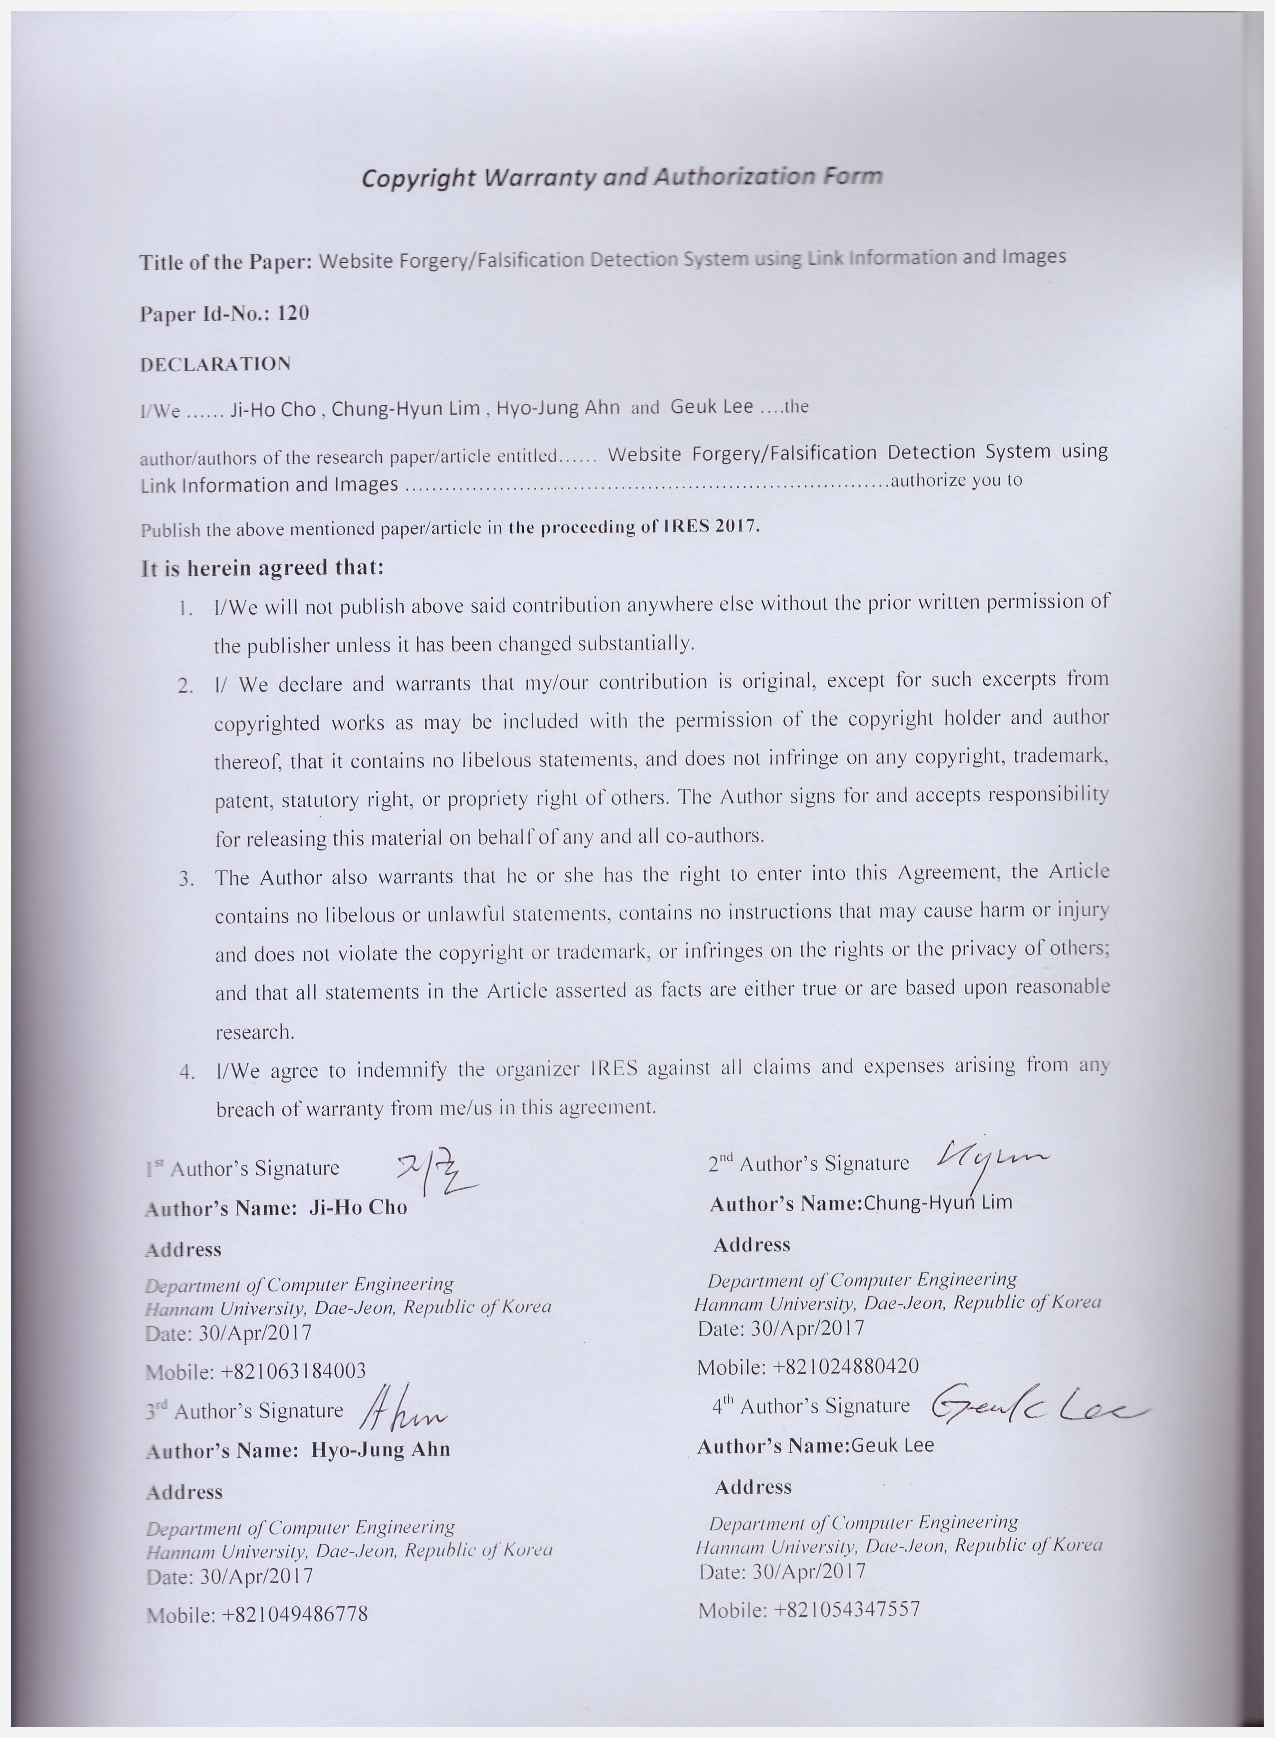 Copyright Warranty and Authorization Form
Title of the Paper: Website Forgery/Falsification Detection System using Link Information and Images
Paper Id-No.: 120
DECLARATION
I/We ...... Ji-Ho Cho , Chung-Hyun Lim , Hyo-Jung Ahn and Geuk Lee ....the
author/authors of the research paper/article entitled...... Website Forgery/Falsification Detection System using
Link Information and Images ........................................................................authorize you to
Publish the above mentioned paper/article in the proceeding of IRES 2017.
It is herein agreed that:
1. I/We will not publish above said contribution anywhere else without the prior written permission of
the publisher unless it has been changed substantially.
2. I/ We declare and warrants that my/our contribution is original, except for such excerpts from
copyrighted works as may be included with the permission of the copyright holder and author
thereof, that it contains no libelous statements, and does not infringe on any copyright, trademark,
patent, statutory right, or propriety right of others. The Author signs for and accepts responsibility
for releasing this material on behalf of any and all co-authors.
3. The Author also warrants that he or she has the right to enter into this Agreement, the Article
contains no libelous or unlawful statements, contains no instructions that may cause harm or injury
and does not violate the copyright or trademark, or infringes on the rights or the privacy of others;
and that all statements in the Article asserted as facts are either true or are based upon reasonable
research.
4. I/We agree to indemnify the organizer IRES against all claims and expenses arising from any
breach of warranty from me/us in this agreement.
1st Author's Signature 지호 2nd Author's Signature
Author's Name: Ji-Ho Cho Author's Name:Chung-Hyun Lim
Address Address
Department of Computer Engineering Department of Computer Engineering
Hannam University, Dae-Jeon, Republic of Korea Hannam University, Dae-Jeon, Republic of Korea
Date: 30/Apr/2017 Date: 30/Apr/2017
Mobile: +821063184003 Mobile: +821024880420
3rd Author's Signature Ahn 4th Author's Signature Geuk Lee
Author's Name: Hyo-Jung Ahn Author's Name:Geuk Lee
Address Address
Department of Computer Engineering Department of Computer Engineering
Hannam University, Dae-Jeon, Republic of Korea Hannam University, Dae-Jeon, Republic of Korea
Date: 30/Apr/2017 Date: 30/Apr/2017
Mobile: +821049486778 Mobile: +821054347557